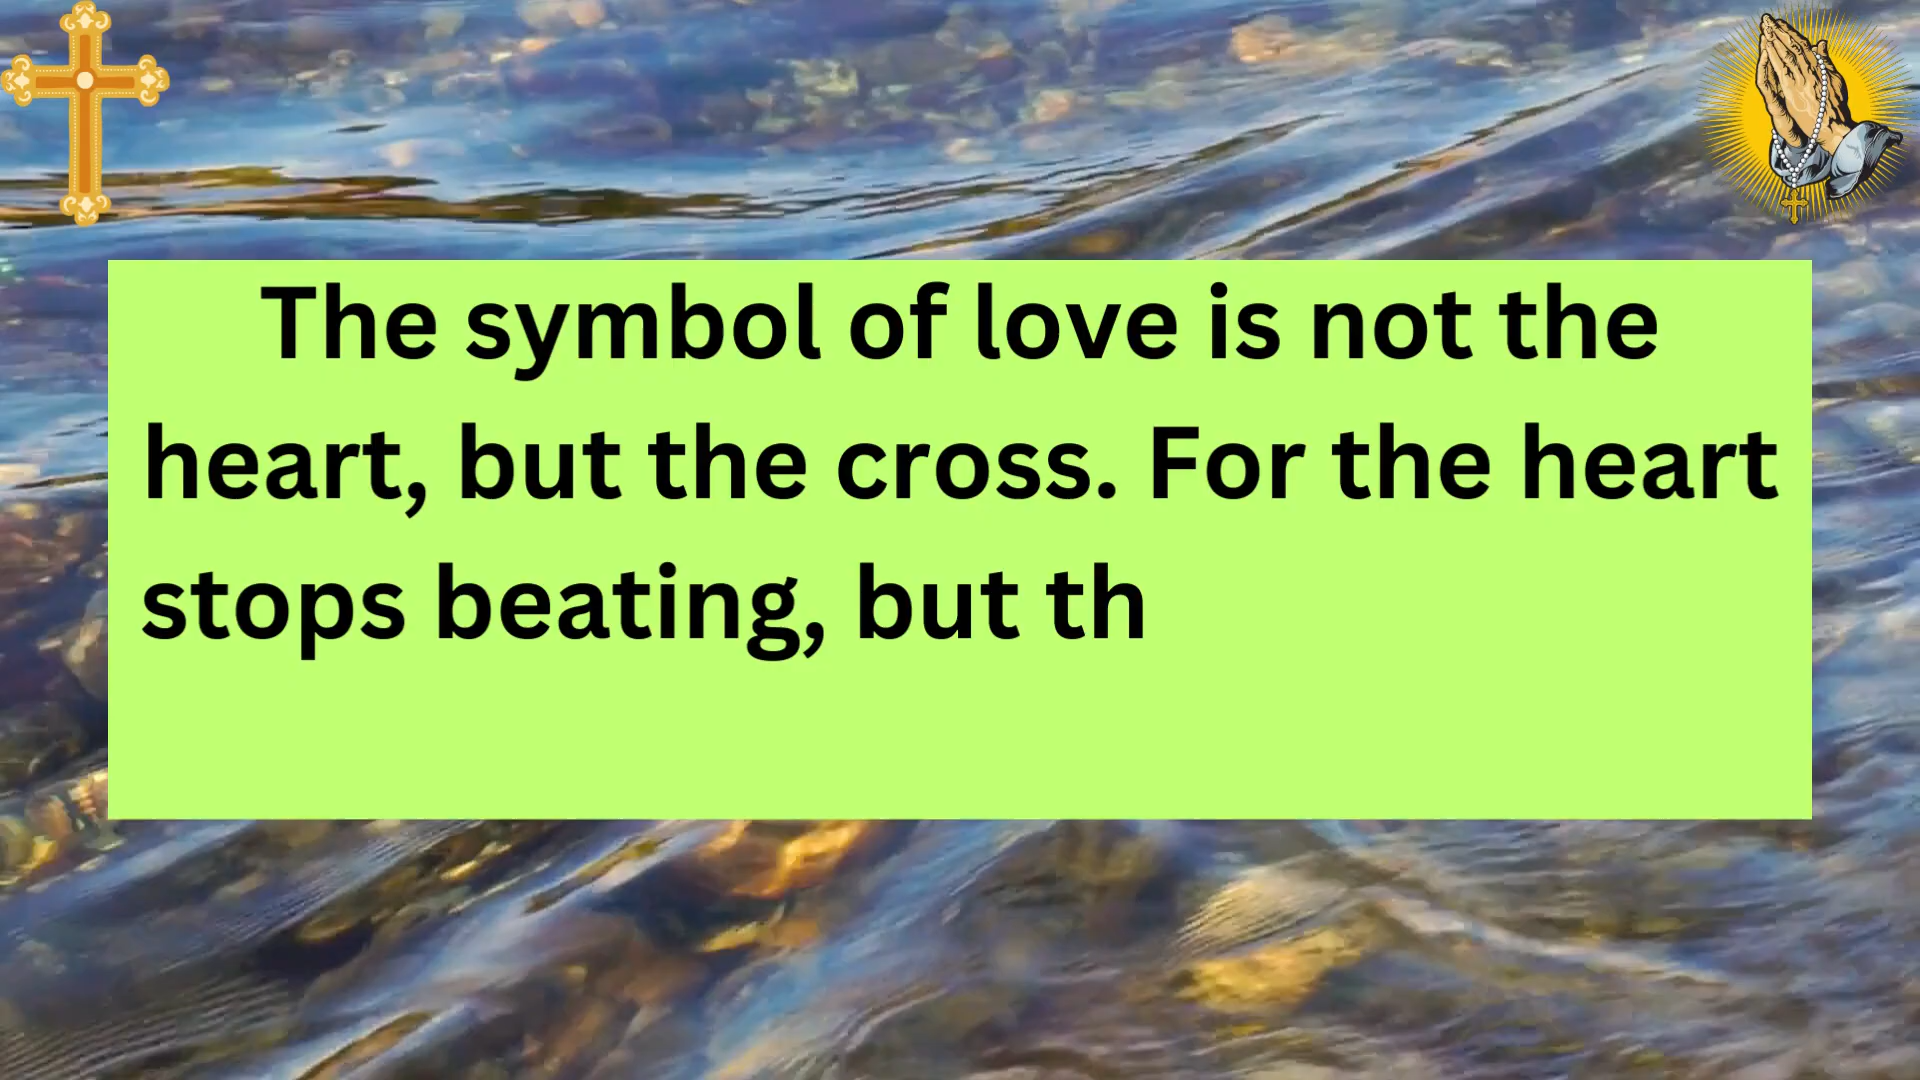 The symbol of love is not the
heart, but the cross. For the heart
stops beating, but th